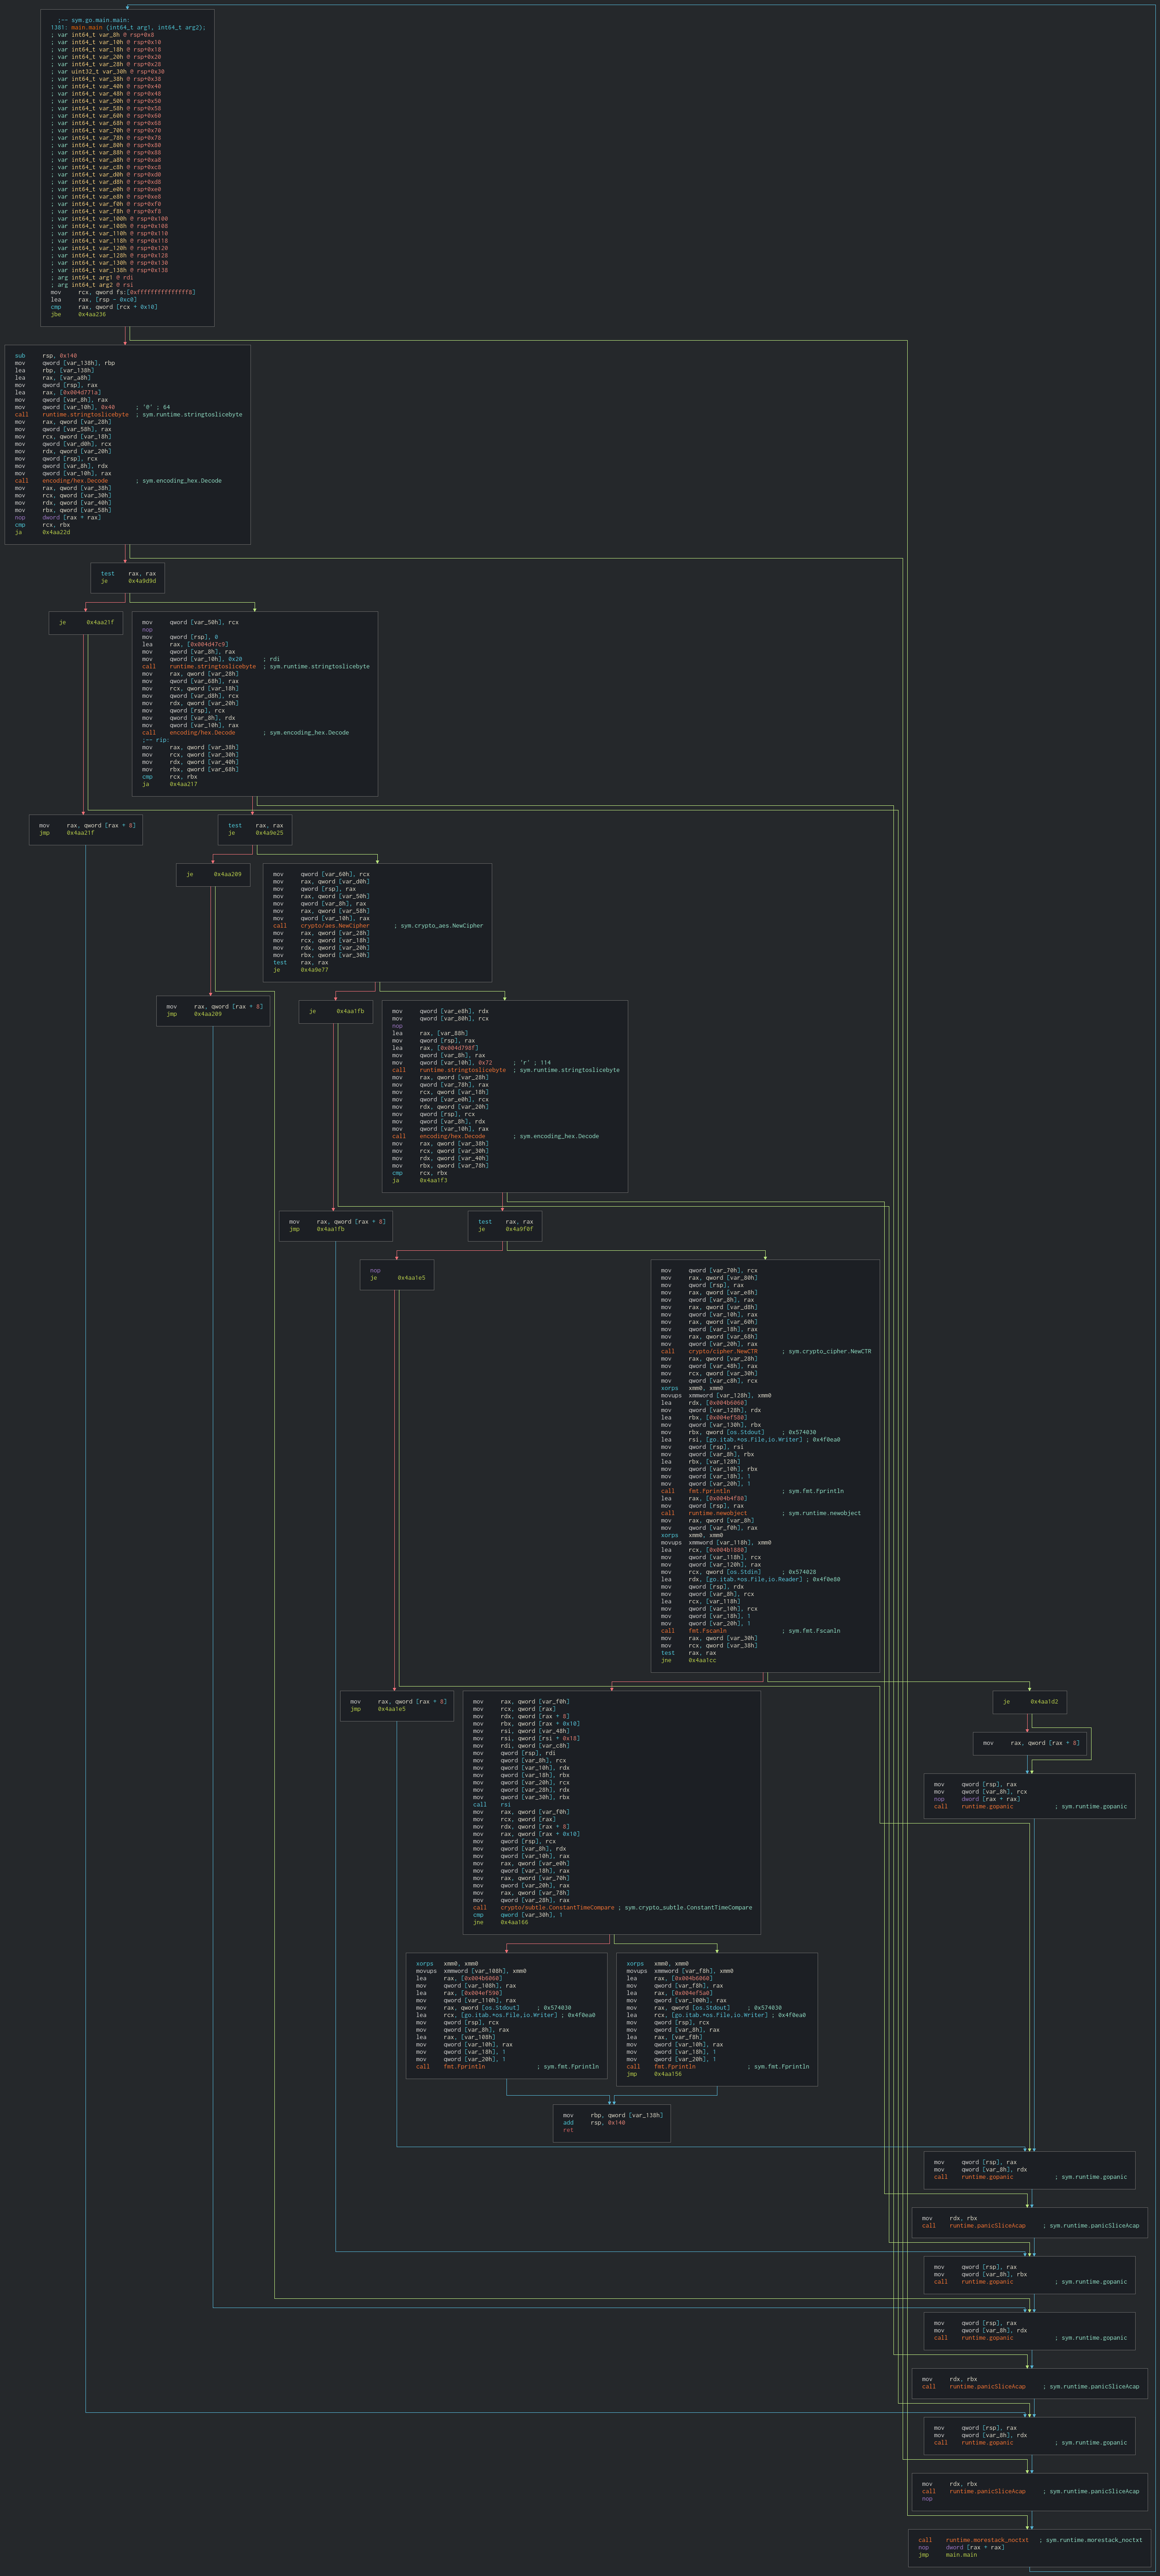 ;-- sym.go.main.main:
1381: main.main (int64_t arg1, int64_t arg2);
; var int64_t var_8h @ rsp+0x8
; var int64_t var_10h @ rsp+0x10
; var int64_t var_18h @ rsp+0x18
; var int64_t var_20h @ rsp+0x20
; var int64_t var_28h @ rsp+0x28
; var uint32_t var_30h @ rsp+0x30
; var int64_t var_38h @ rsp+0x38
; var int64_t var_40h @ rsp+0x40
; var int64_t var_48h @ rsp+0x48
; var int64_t var_50h @ rsp+0x50
; var int64_t var_58h @ rsp+0x58
; var int64_t var_60h @ rsp+0x60
; var int64_t var_68h @ rsp+0x68
; var int64_t var_70h @ rsp+0x70
; var int64_t var_78h @ rsp+0x78
; var int64_t var_80h @ rsp+0x80
; var int64_t var_88h @ rsp+0x88
; var int64_t var_a8h @ rsp+0xa8
; var int64_t var_c8h @ rsp+0xc8
; var int64_t var_d0h @ rsp+0xd0
; var int64_t var_d8h @ rsp+0xd8
; var int64_t var_e0h @ rsp+0xe0
; var int64_t var_e8h @ rsp+0xe8
; var int64_t var_f0h @ rsp+0xf0
; var int64_t var_f8h @ rsp+0xf8
; var int64_t var_100h @ rsp+0x100
; var int64_t var_108h @ rsp+0x108
; var int64_t var_110h @ rsp+0x110
; var int64_t var_118h @ rsp+0x118
; var int64_t var_120h @ rsp+0x120
; var int64_t var_128h @ rsp+0x128
; var int64_t var_130h @ rsp+0x130
; var int64_t var_138h @ rsp+0x138
; arg int64_t arg1 @ rdi
; arg int64_t arg2 @ rsi
mov rcx, qword fs:[0xfffffffffffffff8]
lea rax, [rsp - 0xc0]
cmp rax, qword [rcx + 0x10]
jbe 0x4aa236
sub rsp, 0x140
mov qword [var_138h], rbp
lea rbp, [var_138h]
lea rax, [var_a8h]
mov qword [rsp], rax
lea rax, [0x004d771a]
mov qword [var_8h], rax
mov qword [var_10h], 0x40 ; '@' ; 64
call runtime.stringtoslicebyte ; sym.runtime.stringtoslicebyte
mov rax, qword [var_28h]
mov qword [var_58h], rax
mov rcx, qword [var_18h]
mov qword [var_d0h], rcx
mov rdx, qword [var_20h]
mov qword [rsp], rcx
mov qword [var_8h], rdx
mov qword [var_10h], rax
call encoding/hex.Decode ; sym.encoding_hex.Decode
mov rax, qword [var_38h]
mov rcx, qword [var_30h]
mov rdx, qword [var_40h]
mov rbx, qword [var_58h]
nop dword [rax + rax]
cmp rcx, rbx
ja 0x4aa22d
test rax, rax
je 0x4a9d9d
je 0x4aa21f
mov qword [var_50h], rcx
nop
mov qword [rsp], 0
lea rax, [0x004d47c9]
mov qword [var_8h], rax
mov qword [var_10h], 0x20 ; rdi
call runtime.stringtoslicebyte ; sym.runtime.stringtoslicebyte
mov rax, qword [var_28h]
mov qword [var_68h], rax
mov rcx, qword [var_18h]
mov qword [var_d8h], rcx
mov rdx, qword [var_20h]
mov qword [rsp], rcx
mov qword [var_8h], rdx
mov qword [var_10h], rax
call encoding/hex.Decode ; sym.encoding_hex.Decode
;-- rip:
mov rax, qword [var_38h]
mov rcx, qword [var_30h]
mov rdx, qword [var_40h]
mov rbx, qword [var_68h]
cmp rcx, rbx
ja 0x4aa217
mov rax, qword [rax + 8]
jmp 0x4aa21f
test rax, rax
je 0x4a9e25
je 0x4aa209
mov qword [var_60h], rcx
mov rax, qword [var_d0h]
mov qword [rsp], rax
mov rax, qword [var_50h]
mov qword [var_8h], rax
mov rax, qword [var_58h]
mov qword [var_10h], rax
call crypto/aes.NewCipher ; sym.crypto_aes.NewCipher
mov rax, qword [var_28h]
mov rcx, qword [var_18h]
mov rdx, qword [var_20h]
mov rbx, qword [var_30h]
test rax, rax
je 0x4a9e77
mov rax, qword [rax + 8]
jmp 0x4aa209
je 0x4aa1fb
mov qword [var_e8h], rdx
mov qword [var_80h], rcx
nop
lea rax, [var_88h]
mov qword [rsp], rax
lea rax, [0x004d798f]
mov qword [var_8h], rax
mov qword [var_10h], 0x72 ; 'r' ; 114
call runtime.stringtoslicebyte ; sym.runtime.stringtoslicebyte
mov rax, qword [var_28h]
mov qword [var_78h], rax
mov rcx, qword [var_18h]
mov qword [var_e0h], rcx
mov rdx, qword [var_20h]
mov qword [rsp], rcx
mov qword [var_8h], rdx
mov qword [var_10h], rax
call encoding/hex.Decode ; sym.encoding_hex.Decode
mov rax, qword [var_38h]
mov rcx, qword [var_30h]
mov rdx, qword [var_40h]
mov rbx, qword [var_78h]
cmp rcx, rbx
ja 0x4aa1f3
mov rax, qword [rax + 8]
jmp 0x4aa1fb
test rax, rax
je 0x4a9f0f
nop
je 0x4aa1e5
mov qword [var_70h], rcx
mov rax, qword [var_80h]
mov qword [rsp], rax
mov rax, qword [var_e8h]
mov qword [var_8h], rax
mov rax, qword [var_d8h]
mov qword [var_10h], rax
mov rax, qword [var_60h]
mov qword [var_18h], rax
mov rax, qword [var_68h]
mov qword [var_20h], rax
call crypto/cipher.NewCTR ; sym.crypto_cipher.NewCTR
mov rax, qword [var_28h]
mov qword [var_48h], rax
mov rcx, qword [var_30h]
mov qword [var_c8h], rcx
xorps xmm0, xmm0
movups xmmword [var_128h], xmm0
lea rdx, [0x004b6060]
mov qword [var_128h], rdx
lea rbx, [0x004ef580]
mov qword [var_130h], rbx
mov rbx, qword [os.Stdout] ; 0x574030
lea rsi, [go.itab.*os.File,io.Writer] ; 0x4f0ea0
mov qword [rsp], rsi
mov qword [var_8h], rbx
lea rbx, [var_128h]
mov qword [var_10h], rbx
mov qword [var_18h], 1
mov qword [var_20h], 1
call fmt.Fprintln ; sym.fmt.Fprintln
lea rax, [0x004b4f80]
mov qword [rsp], rax
call runtime.newobject ; sym.runtime.newobject
mov rax, qword [var_8h]
mov qword [var_f0h], rax
xorps xmm0, xmm0
movups xmmword [var_118h], xmm0
lea rcx, [0x004b1880]
mov qword [var_118h], rcx
mov qword [var_120h], rax
mov rcx, qword [os.Stdin] ; 0x574028
lea rdx, [go.itab.*os.File,io.Reader] ; 0x4f0e80
mov qword [rsp], rdx
mov qword [var_8h], rcx
lea rcx, [var_118h]
mov qword [var_10h], rcx
mov qword [var_18h], 1
mov qword [var_20h], 1
call fmt.Fscanln ; sym.fmt.Fscanln
mov rax, qword [var_30h]
mov rcx, qword [var_38h]
test rax, rax
jne 0x4aa1cc
mov rax, qword [rax + 8]
jmp 0x4aa1e5
mov rax, qword [var_f0h]
mov rcx, qword [rax]
mov rdx, qword [rax + 8]
mov rbx, qword [rax + 0x10]
mov rsi, qword [var_48h]
mov rsi, qword [rsi + 0x18]
mov rdi, qword [var_c8h]
mov qword [rsp], rdi
mov qword [var_8h], rcx
mov qword [var_10h], rdx
mov qword [var_18h], rbx
mov qword [var_20h], rcx
mov qword [var_28h], rdx
mov qword [var_30h], rbx
call rsi
mov rax, qword [var_f0h]
mov rcx, qword [rax]
mov rdx, qword [rax + 8]
mov rax, qword [rax + 0x10]
mov qword [rsp], rcx
mov qword [var_8h], rdx
mov qword [var_10h], rax
mov rax, qword [var_e0h]
mov qword [var_18h], rax
mov rax, qword [var_70h]
mov qword [var_20h], rax
mov rax, qword [var_78h]
mov qword [var_28h], rax
call crypto/subtle.ConstantTimeCompare ; sym.crypto_subtle.ConstantTimeCompare
cmp qword [var_30h], 1
jne 0x4aa166
je 0x4aa1d2
mov rax, qword [rax + 8]
mov qword [rsp], rax
mov qword [var_8h], rcx
nop dword [rax + rax]
call runtime.gopanic ; sym.runtime.gopanic
xorps xmm0, xmm0
movups xmmword [var_108h], xmm0
lea rax, [0x004b6060]
mov qword [var_108h], rax
lea rax, [0x004ef590]
mov qword [var_110h], rax
mov rax, qword [os.Stdout] ; 0x574030
lea rcx, [go.itab.*os.File,io.Writer] ; 0x4f0ea0
mov qword [rsp], rcx
mov qword [var_8h], rax
lea rax, [var_108h]
mov qword [var_10h], rax
mov qword [var_18h], 1
mov qword [var_20h], 1
call fmt.Fprintln ; sym.fmt.Fprintln
xorps xmm0, xmm0
movups xmmword [var_f8h], xmm0
lea rax, [0x004b6060]
mov qword [var_f8h], rax
lea rax, [0x004ef5a0]
mov qword [var_100h], rax
mov rax, qword [os.Stdout] ; 0x574030
lea rcx, [go.itab.*os.File,io.Writer] ; 0x4f0ea0
mov qword [rsp], rcx
mov qword [var_8h], rax
lea rax, [var_f8h]
mov qword [var_10h], rax
mov qword [var_18h], 1
mov qword [var_20h], 1
call fmt.Fprintln ; sym.fmt.Fprintln
jmp 0x4aa156
mov rbp, qword [var_138h]
add rsp, 0x140
ret
mov qword [rsp], rax
mov qword [var_8h], rdx
call runtime.gopanic ; sym.runtime.gopanic
mov rdx, rbx
call runtime.panicSliceAcap ; sym.runtime.panicSliceAcap
mov qword [rsp], rax
mov qword [var_8h], rbx
call runtime.gopanic ; sym.runtime.gopanic
mov qword [rsp], rax
mov qword [var_8h], rdx
call runtime.gopanic ; sym.runtime.gopanic
mov rdx, rbx
call runtime.panicSliceAcap ; sym.runtime.panicSliceAcap
mov qword [rsp], rax
mov qword [var_8h], rdx
call runtime.gopanic ; sym.runtime.gopanic
mov rdx, rbx
call runtime.panicSliceAcap ; sym.runtime.panicSliceAcap
nop
call runtime.morestack_noctxt ; sym.runtime.morestack_noctxt
nop dword [rax + rax]
jmp main.main